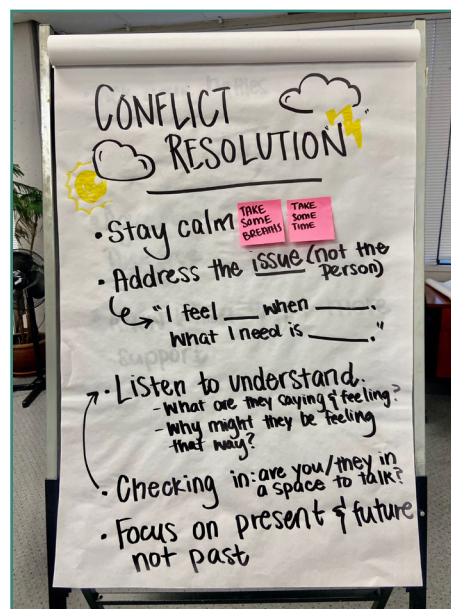 CONFLICT
RESOLUTION
• Stay calm
TAKE
SOME
BREATHS
TAKE
SOME
TIME
• Address the issue (not the
person)
"I feel ___ when ____.
What I need is _____."
• Listen to understand.
- What are they saying & feeling?
- Why might they be feeling
that way?
• Checking in: are you/they in
a space to talk?
• Focus on present & future
not past